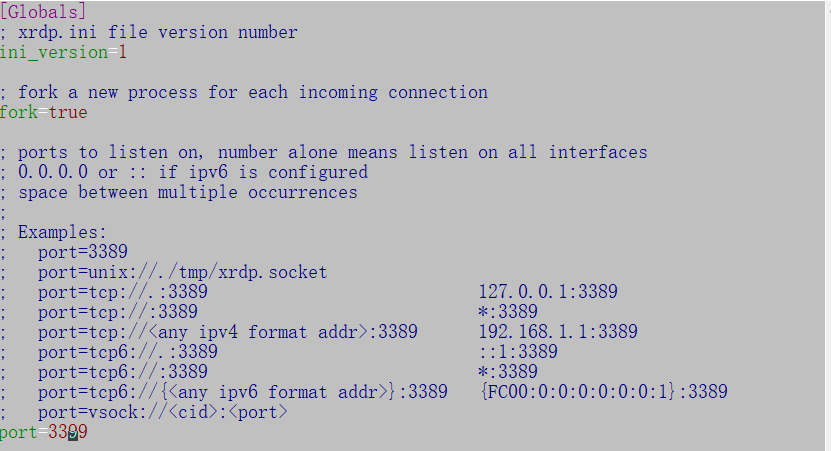 [Globals]
; xrdp.ini file version number
ini_version=1
; fork a new process for each incoming connection
fork=true
; ports to listen on, number alone means listen on all interfaces
; 0.0.0.0 or :: if ipv6 is configured
; space between multiple occurrences
;
; Examples:
;   port=3389
;   port=unix://./tmp/xrdp.socket
;   port=tcp://.:3389                           127.0.0.1:3389
;   port=tcp://:3389                            *:3389
;   port=tcp://<any ipv4 format addr>:3389      192.168.1.1:3389
;   port=tcp6://.:3389                          ::1:3389
;   port=tcp6://:3389                           *:3389
;   port=tcp6://{<any ipv6 format addr>}:3389   {FC00:0:0:0:0:0:0:1}:3389
;   port=vsock://<cid>:<port>
port=3399